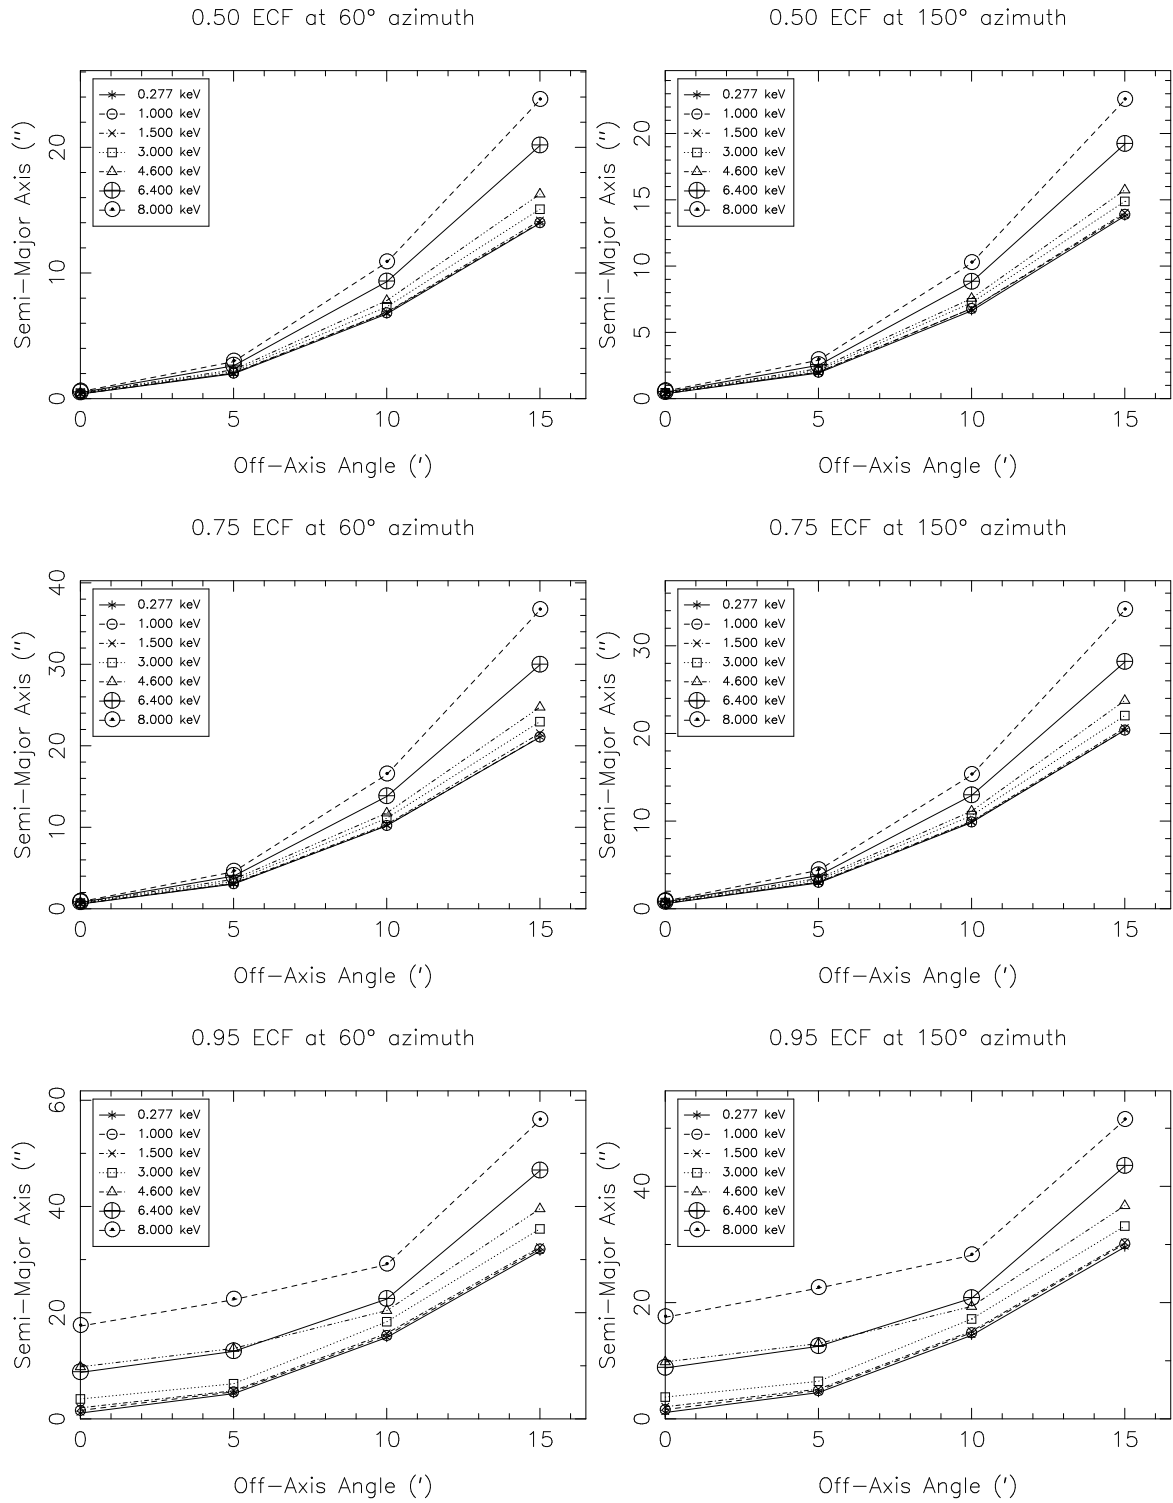 0.50 ECF at 60° azimuth
Semi-Major Axis (″)
20
10
0
0.277 keV
1.000 keV
1.500 keV
3.000 keV
4.600 keV
6.400 keV
8.000 keV
0 5 10 15
Off-Axis Angle (′)
0.50 ECF at 150° azimuth
Semi-Major Axis (″)
20
15
10
5
0
0.277 keV
1.000 keV
1.500 keV
3.000 keV
4.600 keV
6.400 keV
8.000 keV
0 5 10 15
Off-Axis Angle (′)
0.75 ECF at 60° azimuth
Semi-Major Axis (″)
40
30
20
10
0
0.277 keV
1.000 keV
1.500 keV
3.000 keV
4.600 keV
6.400 keV
8.000 keV
0 5 10 15
Off-Axis Angle (′)
0.75 ECF at 150° azimuth
Semi-Major Axis (″)
30
20
10
0
0.277 keV
1.000 keV
1.500 keV
3.000 keV
4.600 keV
6.400 keV
8.000 keV
0 5 10 15
Off-Axis Angle (′)
0.95 ECF at 60° azimuth
Semi-Major Axis (″)
60
40
20
0
0.277 keV
1.000 keV
1.500 keV
3.000 keV
4.600 keV
6.400 keV
8.000 keV
0 5 10 15
Off-Axis Angle (′)
0.95 ECF at 150° azimuth
Semi-Major Axis (″)
40
20
0
0.277 keV
1.000 keV
1.500 keV
3.000 keV
4.600 keV
6.400 keV
8.000 keV
0 5 10 15
Off-Axis Angle (′)